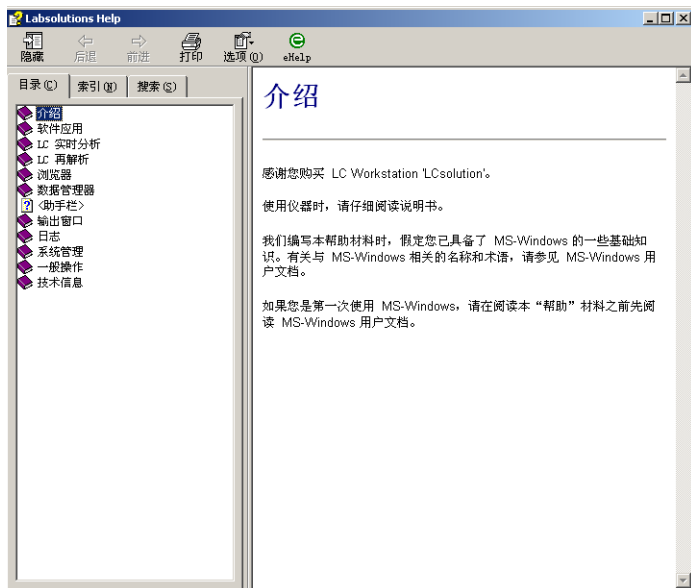 Labsolutions Help
隐藏 后退 前进 打印 选项(O) eHelp
目录(C) 索引(N) 搜索(S)
介绍
软件应用
LC 实时分析
LC 再解析
浏览器
数据管理器
<助手栏>
输出窗口
日志
系统管理
一般操作
技术信息
介绍
感谢您购买 LC Workstation 'LCsolution'。
使用仪器时，请仔细阅读说明书。
我们编写本帮助材料时，假定您已具备了 MS-Windows 的一些基础知
识。有关与 MS-Windows 相关的名称和术语，请参见 MS-Windows 用
户文档。
如果您是第一次使用 MS-Windows，请在阅读本“帮助”材料之前先阅
读 MS-Windows 用户文档。